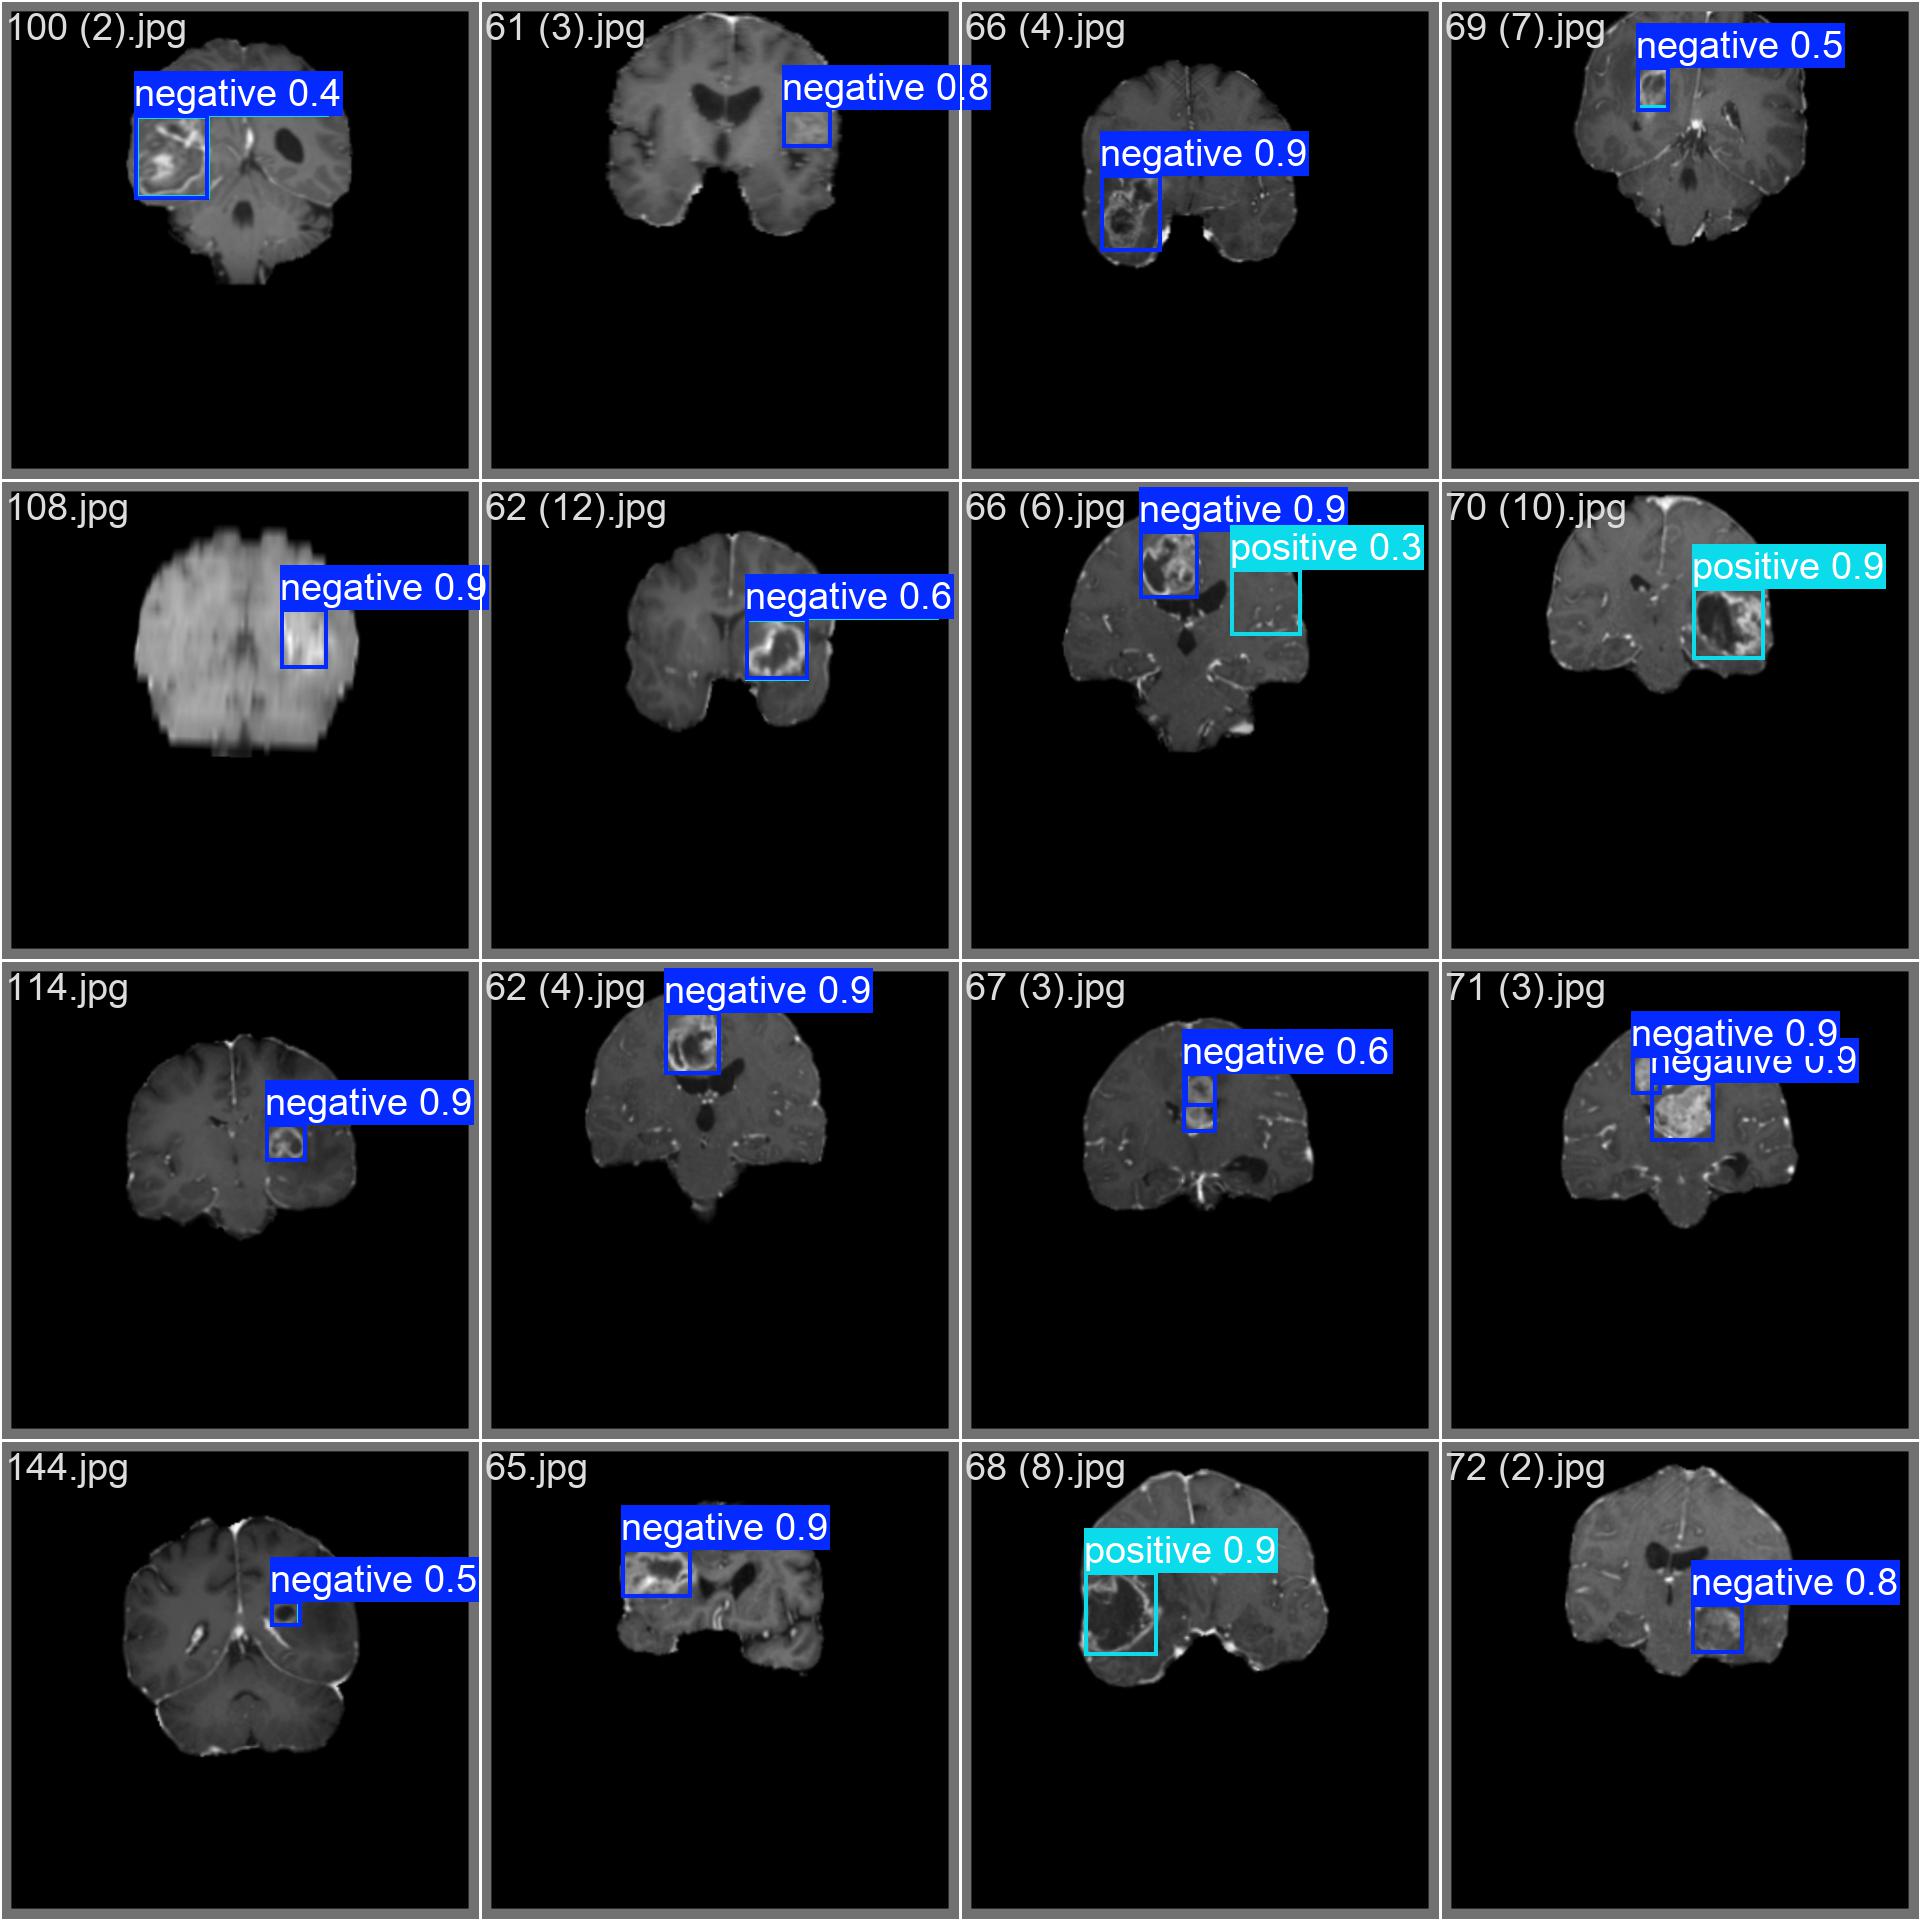 100 (2).jpg
negative 0.4
61 (3).jpg
negative 0.8
66 (4).jpg
negative 0.9
69 (7).jpg
negative 0.5
108.jpg
negative 0.9
62 (12).jpg
negative 0.6
66 (6).jpg
negative 0.9
positive 0.3
70 (10).jpg
positive 0.9
114.jpg
negative 0.9
62 (4).jpg
negative 0.9
67 (3).jpg
negative 0.6
71 (3).jpg
negative 0.9
negative 0.9
144.jpg
negative 0.5
65.jpg
negative 0.9
68 (8).jpg
positive 0.9
72 (2).jpg
negative 0.8